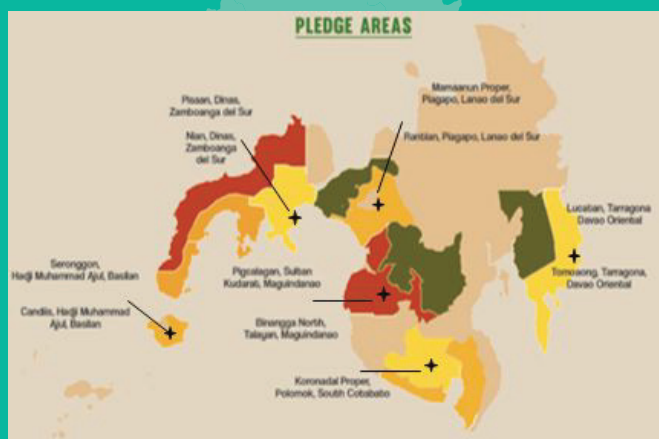 PLEDGE AREAS
Pisaan, Dinas,
Zamboanga del Sur
Nian, Dinas,
Zamboanga
del Sur
Mamaanun Proper,
Piagapo, Lanao del Sur
Rantian, Piagapo, Lanao del Sur
Lucatan, Tarragona
Davao Oriental
Tomoaong, Tarragona,
Davao Oriental
Seronggon,
Hadji Muhammad Ajul, Basilan
Candiis, Hadji Muhammad
Ajul, Basilan
Pigcalagan, Sultan
Kudarat, Maguindanao
Binangga North,
Talayan, Maguindanao
Koronadal Proper,
Polomok, South Cotabato